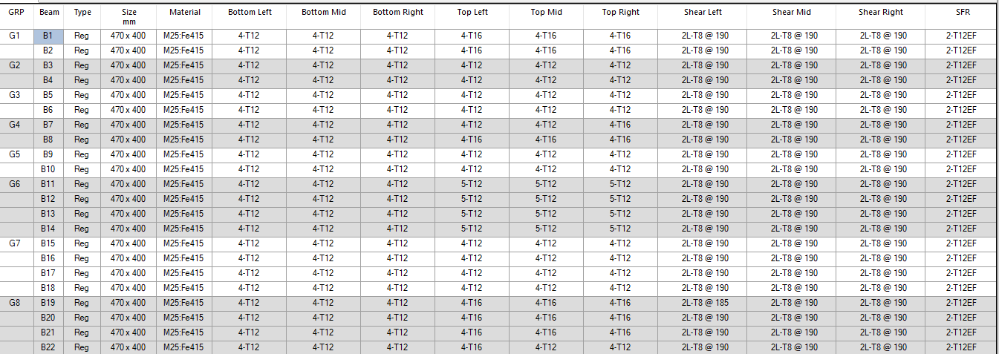 GRP Beam Type Size Material Bottom Left Bottom Mid Bottom Right Top Left Top Mid Top Right Shear Left Shear Mid Shear Right SFR
mm
G1 B1 Reg 470 x 400 M25:Fe415 4-T12 4-T12 4-T12 4-T16 4-T16 4-T16 2L-T8 @ 190 2L-T8 @ 190 2L-T8 @ 190 2-T12EF
B2 Reg 470 x 400 M25:Fe415 4-T12 4-T12 4-T12 4-T16 4-T16 4-T16 2L-T8 @ 190 2L-T8 @ 190 2L-T8 @ 190 2-T12EF
G2 B3 Reg 470 x 400 M25:Fe415 4-T12 4-T12 4-T12 4-T12 4-T12 4-T12 2L-T8 @ 190 2L-T8 @ 190 2L-T8 @ 190 2-T12EF
B4 Reg 470 x 400 M25:Fe415 4-T12 4-T12 4-T12 4-T12 4-T12 4-T12 2L-T8 @ 190 2L-T8 @ 190 2L-T8 @ 190 2-T12EF
G3 B5 Reg 470 x 400 M25:Fe415 4-T12 4-T12 4-T12 4-T12 4-T12 4-T12 2L-T8 @ 190 2L-T8 @ 190 2L-T8 @ 190 2-T12EF
B6 Reg 470 x 400 M25:Fe415 4-T12 4-T12 4-T12 4-T12 4-T12 4-T12 2L-T8 @ 190 2L-T8 @ 190 2L-T8 @ 190 2-T12EF
G4 B7 Reg 470 x 400 M25:Fe415 4-T12 4-T12 4-T12 4-T12 4-T12 4-T16 2L-T8 @ 190 2L-T8 @ 190 2L-T8 @ 190 2-T12EF
B8 Reg 470 x 400 M25:Fe415 4-T12 4-T12 4-T12 4-T16 4-T16 4-T16 2L-T8 @ 190 2L-T8 @ 190 2L-T8 @ 190 2-T12EF
G5 B9 Reg 470 x 400 M25:Fe415 4-T12 4-T12 4-T12 4-T12 4-T12 4-T12 2L-T8 @ 190 2L-T8 @ 190 2L-T8 @ 190 2-T12EF
B10 Reg 470 x 400 M25:Fe415 4-T12 4-T12 4-T12 4-T12 4-T12 4-T12 2L-T8 @ 190 2L-T8 @ 190 2L-T8 @ 190 2-T12EF
G6 B11 Reg 470 x 400 M25:Fe415 4-T12 4-T12 4-T12 5-T12 5-T12 5-T12 2L-T8 @ 190 2L-T8 @ 190 2L-T8 @ 190 2-T12EF
B12 Reg 470 x 400 M25:Fe415 4-T12 4-T12 4-T12 5-T12 5-T12 5-T12 2L-T8 @ 190 2L-T8 @ 190 2L-T8 @ 190 2-T12EF
B13 Reg 470 x 400 M25:Fe415 4-T12 4-T12 4-T12 5-T12 5-T12 5-T12 2L-T8 @ 190 2L-T8 @ 190 2L-T8 @ 190 2-T12EF
B14 Reg 470 x 400 M25:Fe415 4-T12 4-T12 4-T12 5-T12 5-T12 5-T12 2L-T8 @ 190 2L-T8 @ 190 2L-T8 @ 190 2-T12EF
G7 B15 Reg 470 x 400 M25:Fe415 4-T12 4-T12 4-T12 4-T12 4-T12 4-T12 2L-T8 @ 190 2L-T8 @ 190 2L-T8 @ 190 2-T12EF
B16 Reg 470 x 400 M25:Fe415 4-T12 4-T12 4-T12 4-T12 4-T12 4-T12 2L-T8 @ 190 2L-T8 @ 190 2L-T8 @ 190 2-T12EF
B17 Reg 470 x 400 M25:Fe415 4-T12 4-T12 4-T12 4-T12 4-T12 4-T12 2L-T8 @ 190 2L-T8 @ 190 2L-T8 @ 190 2-T12EF
B18 Reg 470 x 400 M25:Fe415 4-T12 4-T12 4-T12 4-T12 4-T12 4-T12 2L-T8 @ 190 2L-T8 @ 190 2L-T8 @ 190 2-T12EF
G8 B19 Reg 470 x 400 M25:Fe415 4-T12 4-T12 4-T12 4-T16 4-T16 4-T16 2L-T8 @ 185 2L-T8 @ 190 2L-T8 @ 190 2-T12EF
B20 Reg 470 x 400 M25:Fe415 4-T12 4-T12 4-T12 4-T16 4-T16 4-T16 2L-T8 @ 190 2L-T8 @ 190 2L-T8 @ 190 2-T12EF
B21 Reg 470 x 400 M25:Fe415 4-T12 4-T12 4-T12 4-T16 4-T16 4-T16 2L-T8 @ 190 2L-T8 @ 190 2L-T8 @ 190 2-T12EF
B22 Reg 470 x 400 M25:Fe415 4-T12 4-T12 4-T12 4-T16 4-T12 4-T12 2L-T8 @ 190 2L-T8 @ 190 2L-T8 @ 190 2-T12EF